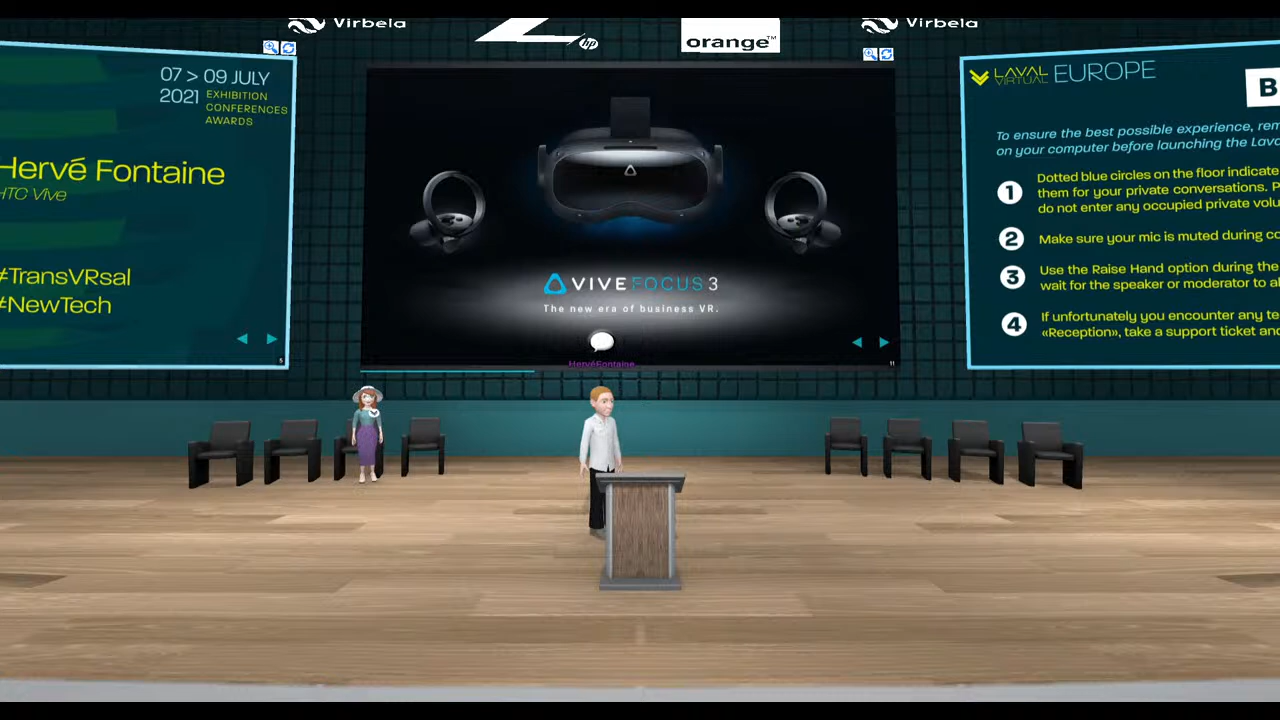 Virbela
hp
orange™
Virbela
07 > 09 JULY
2021
EXHIBITION
CONFERENCES
AWARDS
Hervé Fontaine
HTC Vive
#TransVRsal
#NewTech
5
VIVE FOCUS 3
The new era of business VR.
HervéFontaine
11
LAVAL
VIRTUAL
EUROPE
B
To ensure the best possible experience, rem
on your computer before launching the Lava
1
Dotted blue circles on the floor indicate
them for your private conversations. P
do not enter any occupied private volu
2
Make sure your mic is muted during co
3
Use the Raise Hand option during the
wait for the speaker or moderator to al
4
If unfortunately you encounter any te
«Reception», take a support ticket and